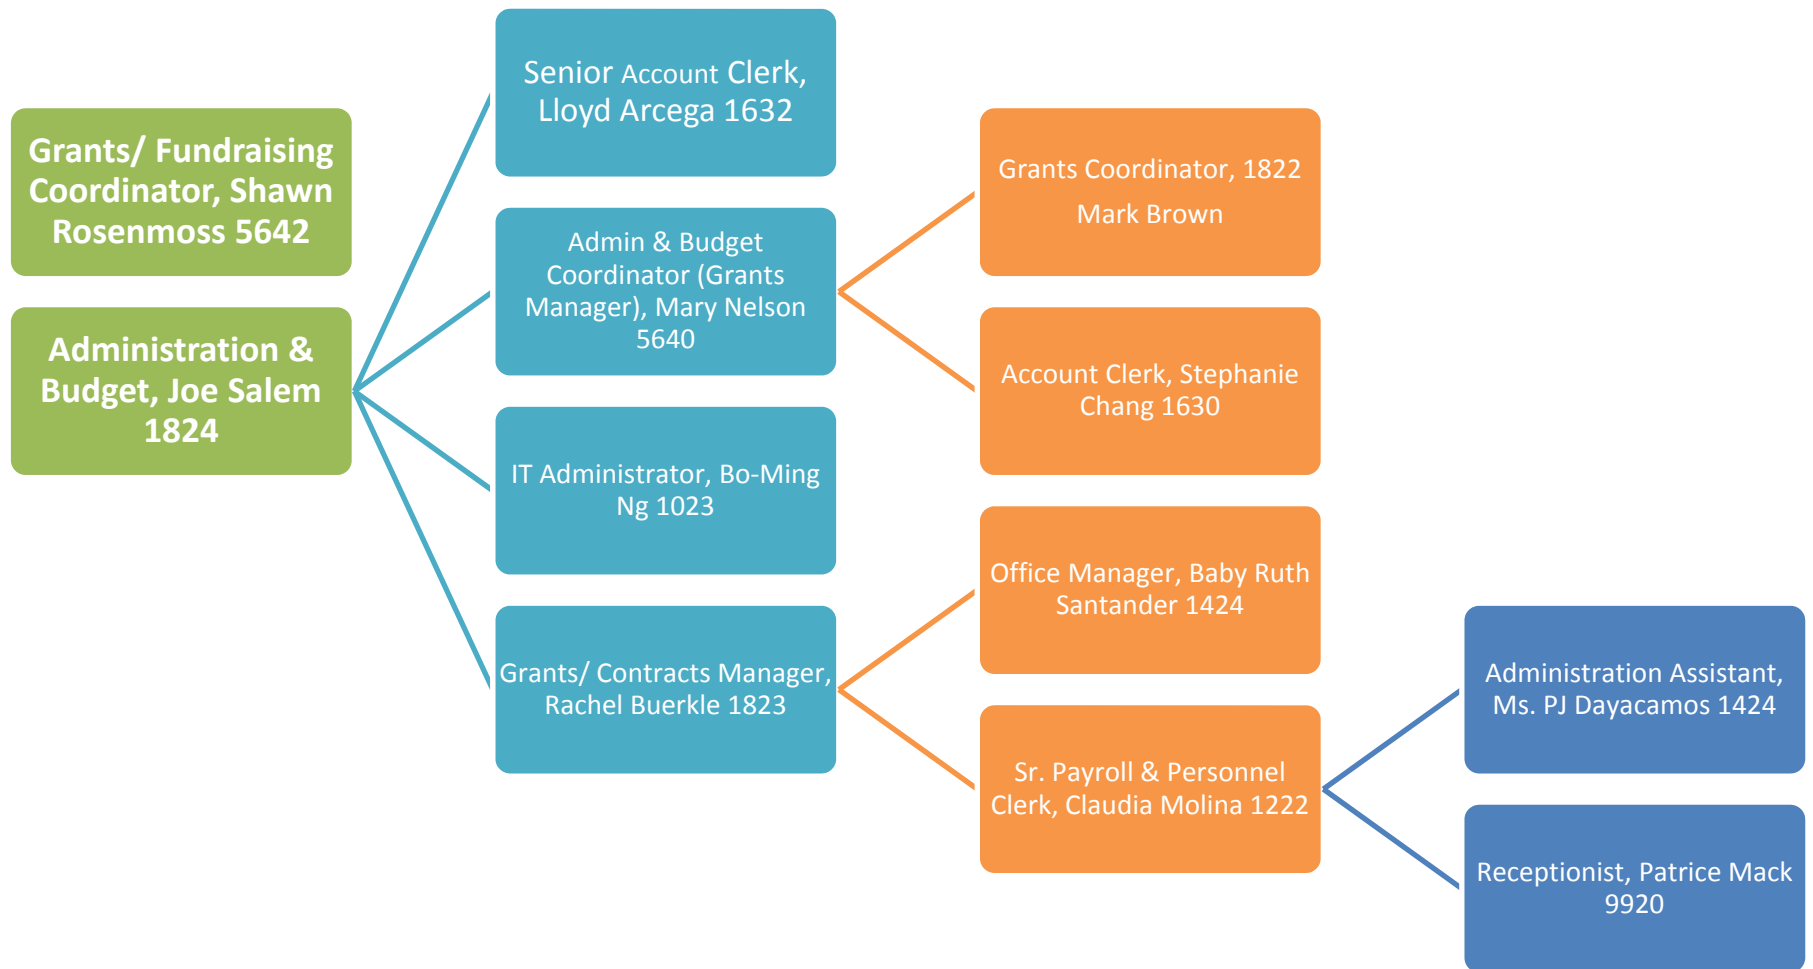 Grants/ Fundraising
Coordinator, Shawn
Rosenmoss 5642
Administration &
Budget, Joe Salem
1824
Senior Account Clerk,
Lloyd Arcega 1632
Admin & Budget
Coordinator (Grants
Manager), Mary Nelson
5640
IT Administrator, Bo-Ming
Ng 1023
Grants/ Contracts Manager,
Rachel Buerkle 1823
Grants Coordinator, 1822
Mark Brown
Account Clerk, Stephanie
Chang 1630
Office Manager, Baby Ruth
Santander 1424
Sr. Payroll & Personnel
Clerk, Claudia Molina 1222
Administration Assistant,
Ms. PJ Dayacamos 1424
Receptionist, Patrice Mack
9920